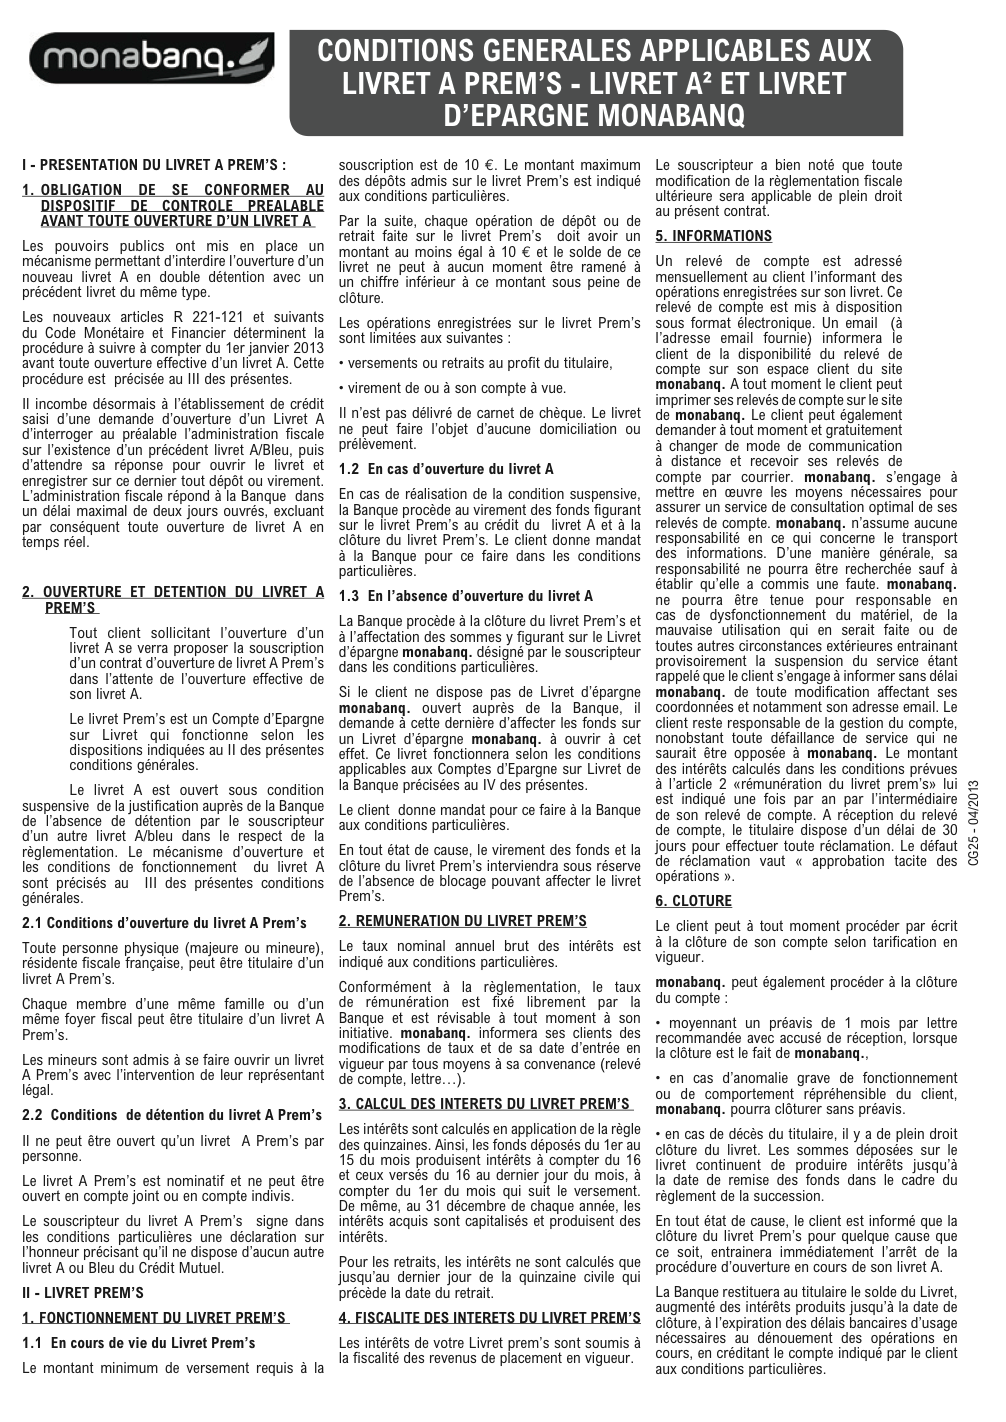 monabanq.
CONDITIONS GENERALES APPLICABLES AUX
LIVRET A PREM’S - LIVRET A² ET LIVRET
D’EPARGNE MONABANQ
I - PRESENTATION DU LIVRET A PREM’S :
1. OBLIGATION DE SE CONFORMER AU
DISPOSITIF DE CONTROLE PREALABLE
AVANT TOUTE OUVERTURE D’UN LIVRET A
Les pouvoirs publics ont mis en place un
mécanisme permettant d’interdire l’ouverture d’un
nouveau livret A en double détention avec un
précédent livret du même type.
Les nouveaux articles R 221-121 et suivants
du Code Monétaire et Financier déterminent la
procédure à suivre à compter du 1er janvier 2013
avant toute ouverture effective d’un livret A. Cette
procédure est précisée au III des présentes.
Il incombe désormais à l’établissement de crédit
saisi d’une demande d’ouverture d’un Livret A
d’interroger au préalable l’administration fiscale
sur l’existence d’un précédent livret A/Bleu, puis
d’attendre sa réponse pour ouvrir le livret et
enregistrer sur ce dernier tout dépôt ou virement.
L’administration fiscale répond à la Banque dans
un délai maximal de deux jours ouvrés, excluant
par conséquent toute ouverture de livret A en
temps réel.
2. OUVERTURE ET DETENTION DU LIVRET A
PREM’S
Tout client sollicitant l’ouverture d’un
livret A se verra proposer la souscription
d’un contrat d’ouverture de livret A Prem’s
dans l’attente de l’ouverture effective de
son livret A.
Le livret Prem’s est un Compte d’Epargne
sur Livret qui fonctionne selon les
dispositions indiquées au II des présentes
conditions générales.
Le livret A est ouvert sous condition
suspensive de la justification auprès de la Banque
de l’absence de détention par le souscripteur
d’un autre livret A/bleu dans le respect de la
règlementation. Le mécanisme d’ouverture et
les conditions de fonctionnement du livret A
sont précisés au III des présentes conditions
générales.
2.1 Conditions d’ouverture du livret A Prem’s
Toute personne physique (majeure ou mineure),
résidente fiscale française, peut être titulaire d’un
livret A Prem’s.
Chaque membre d’une même famille ou d’un
même foyer fiscal peut être titulaire d’un livret A
Prem’s.
Les mineurs sont admis à se faire ouvrir un livret
A Prem’s avec l’intervention de leur représentant
légal.
2.2 Conditions de détention du livret A Prem’s
Il ne peut être ouvert qu’un livret A Prem’s par
personne.
Le livret A Prem’s est nominatif et ne peut être
ouvert en compte joint ou en compte indivis.
Le souscripteur du livret A Prem’s signe dans
les conditions particulières une déclaration sur
l’honneur précisant qu’il ne dispose d’aucun autre
livret A ou Bleu du Crédit Mutuel.
II - LIVRET PREM’S
1. FONCTIONNEMENT DU LIVRET PREM’S
1.1 En cours de vie du Livret Prem’s
Le montant minimum de versement requis à la
souscription est de 10 €. Le montant maximum
des dépôts admis sur le livret Prem’s est indiqué
aux conditions particulières.
Par la suite, chaque opération de dépôt ou de
retrait faite sur le livret Prem’s doit avoir un
montant au moins égal à 10 € et le solde de ce
livret ne peut à aucun moment être ramené à
un chiffre inférieur à ce montant sous peine de
clôture.
Les opérations enregistrées sur le livret Prem’s
sont limitées aux suivantes :
• versements ou retraits au profit du titulaire,
• virement de ou à son compte à vue.
Il n’est pas délivré de carnet de chèque. Le livret
ne peut faire l’objet d’aucune domiciliation ou
prélèvement.
1.2 En cas d’ouverture du livret A
En cas de réalisation de la condition suspensive,
la Banque procède au virement des fonds figurant
sur le livret Prem’s au crédit du livret A et à la
clôture du livret Prem’s. Le client donne mandat
à la Banque pour ce faire dans les conditions
particulières.
1.3 En l’absence d’ouverture du livret A
La Banque procède à la clôture du livret Prem’s et
à l’affectation des sommes y figurant sur le Livret
d’épargne monabanq. désigné par le souscripteur
dans les conditions particulières.
Si le client ne dispose pas de Livret d’épargne
monabanq. ouvert auprès de la Banque, il
demande à cette dernière d’affecter les fonds sur
un Livret d’épargne monabanq. à ouvrir à cet
effet. Ce livret fonctionnera selon les conditions
applicables aux Comptes d’Epargne sur Livret de
la Banque précisées au IV des présentes.
Le client donne mandat pour ce faire à la Banque
aux conditions particulières.
En tout état de cause, le virement des fonds et la
clôture du livret Prem’s interviendra sous réserve
de l’absence de blocage pouvant affecter le livret
Prem’s.
2. REMUNERATION DU LIVRET PREM’S
Le taux nominal annuel brut des intérêts est
indiqué aux conditions particulières.
Conformément à la règlementation, le taux
de rémunération est fixé librement par la
Banque et est révisable à tout moment à son
initiative. monabanq. informera ses clients des
modifications de taux et de sa date d’entrée en
vigueur par tous moyens à sa convenance (relevé
de compte, lettre…).
3. CALCUL DES INTERETS DU LIVRET PREM’S
Les intérêts sont calculés en application de la règle
des quinzaines. Ainsi, les fonds déposés du 1er au
15 du mois produisent intérêts à compter du 16
et ceux versés du 16 au dernier jour du mois, à
compter du 1er du mois qui suit le versement.
De même, au 31 décembre de chaque année, les
intérêts acquis sont capitalisés et produisent des
intérêts.
Pour les retraits, les intérêts ne sont calculés que
jusqu’au dernier jour de la quinzaine civile qui
précède la date du retrait.
4. FISCALITE DES INTERETS DU LIVRET PREM’S
Les intérêts de votre Livret prem’s sont soumis à
la fiscalité des revenus de placement en vigueur.
Le souscripteur a bien noté que toute
modification de la règlementation fiscale
ultérieure sera applicable de plein droit
au présent contrat.
5. INFORMATIONS
Un relevé de compte est adressé
mensuellement au client l’informant des
opérations enregistrées sur son livret. Ce
relevé de compte est mis à disposition
sous format électronique. Un email (à
l’adresse email fournie) informera le
client de la disponibilité du relevé de
compte sur son espace client du site
monabanq. A tout moment le client peut
imprimer ses relevés de compte sur le site
de monabanq. Le client peut également
demander à tout moment et gratuitement
à changer de mode de communication
à distance et recevoir ses relevés de
compte par courrier. monabanq. s’engage à
mettre en œuvre les moyens nécessaires pour
assurer un service de consultation optimal de ses
relevés de compte. monabanq. n’assume aucune
responsabilité en ce qui concerne le transport
des informations. D’une manière générale, sa
responsabilité ne pourra être recherchée sauf à
établir qu’elle a commis une faute. monabanq.
ne pourra être tenue pour responsable en
cas de dysfonctionnement du matériel, de la
mauvaise utilisation qui en serait faite ou de
toutes autres circonstances extérieures entrainant
provisoirement la suspension du service étant
rappelé que le client s’engage à informer sans délai
monabanq. de toute modification affectant ses
coordonnées et notamment son adresse email. Le
client reste responsable de la gestion du compte,
nonobstant toute défaillance de service qui ne
saurait être opposée à monabanq. Le montant
des intérêts calculés dans les conditions prévues
à l’article 2 «rémunération du livret prem’s» lui
est indiqué une fois par an par l’intermédiaire
de son relevé de compte. A réception du relevé
de compte, le titulaire dispose d’un délai de 30
jours pour effectuer toute réclamation. Le défaut
de réclamation vaut « approbation tacite des
opérations ».
6. CLOTURE
Le client peut à tout moment procéder par écrit
à la clôture de son compte selon tarification en
vigueur.
monabanq. peut également procéder à la clôture
du compte :
• moyennant un préavis de 1 mois par lettre
recommandée avec accusé de réception, lorsque
la clôture est le fait de monabanq.,
• en cas d’anomalie grave de fonctionnement
ou de comportement répréhensible du client,
monabanq. pourra clôturer sans préavis.
• en cas de décès du titulaire, il y a de plein droit
clôture du livret. Les sommes déposées sur le
livret continuent de produire intérêts jusqu’à
la date de remise des fonds dans le cadre du
règlement de la succession.
En tout état de cause, le client est informé que la
clôture du livret Prem’s pour quelque cause que
ce soit, entrainera immédiatement l’arrêt de la
procédure d’ouverture en cours de son livret A.
La Banque restituera au titulaire le solde du Livret,
augmenté des intérêts produits jusqu’à la date de
clôture, à l’expiration des délais bancaires d’usage
nécessaires au dénouement des opérations en
cours, en créditant le compte indiqué par le client
aux conditions particulières.
CG25 - 04/2013